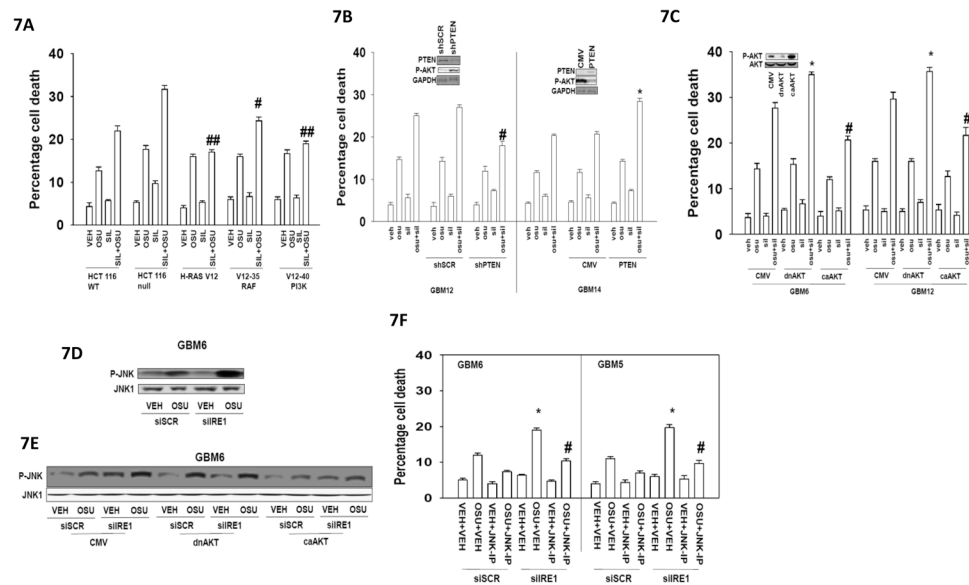 7A
Percentage cell death
40
30
20
10
0
VEH OSU SIL SIL+OSU VEH OSU SIL SIL+OSU VEH OSU SIL SIL+OSU VEH OSU SIL SIL+OSU VEH OSU SIL SIL+OSU
## # ##
HCT 116 HCT 116 H-RAS V12 V12-35 V12-40
WT null RAF PI3K
7B
Percentage cell death
40
30
20
10
0
shSCR shPTEN
PTEN
P-AKT
GAPDH
CMV PTEN
PTEN
P-AKT
GAPDH
# *
veh osu sil osu+sil veh osu sil osu+sil veh osu sil osu+sil veh osu sil osu+sil veh osu sil osu+sil veh osu sil osu+sil
shSCR shPTEN CMV PTEN
GBM12 GBM14
7C
Percentage cell death
40
30
20
10
0
P-AKT
AKT
CMV dnAKT caAKT
* # * #
veh osu sil osu+sil veh osu sil osu+sil veh osu sil osu+sil veh osu sil osu+sil veh osu sil osu+sil veh osu sil osu+sil
CMV dnAKT caAKT CMV dnAKT caAKT
GBM6 GBM12
7D
GBM6
P-JNK
JNK1
VEH OSU VEH OSU
siSCR siIRE1
7E
GBM6
P-JNK
JNK1
VEH OSU VEH OSU VEH OSU VEH OSU VEH OSU VEH OSU
siSCR siIRE1 siSCR siIRE1 siSCR siIRE1
CMV dnAKT caAKT
7F
Percentage cell death
40
30
20
10
0
GBM6 GBM5
* # * #
VEH+VEH OSU+VEH VEH+JNK-IP OSU+JNK-IP VEH+VEH OSU+VEH VEH+JNK-IP OSU+JNK-IP VEH+VEH OSU+VEH VEH+JNK-IP OSU+JNK-IP VEH+VEH OSU+VEH VEH+JNK-IP OSU+JNK-IP
siSCR siIRE1 siSCR siIRE1